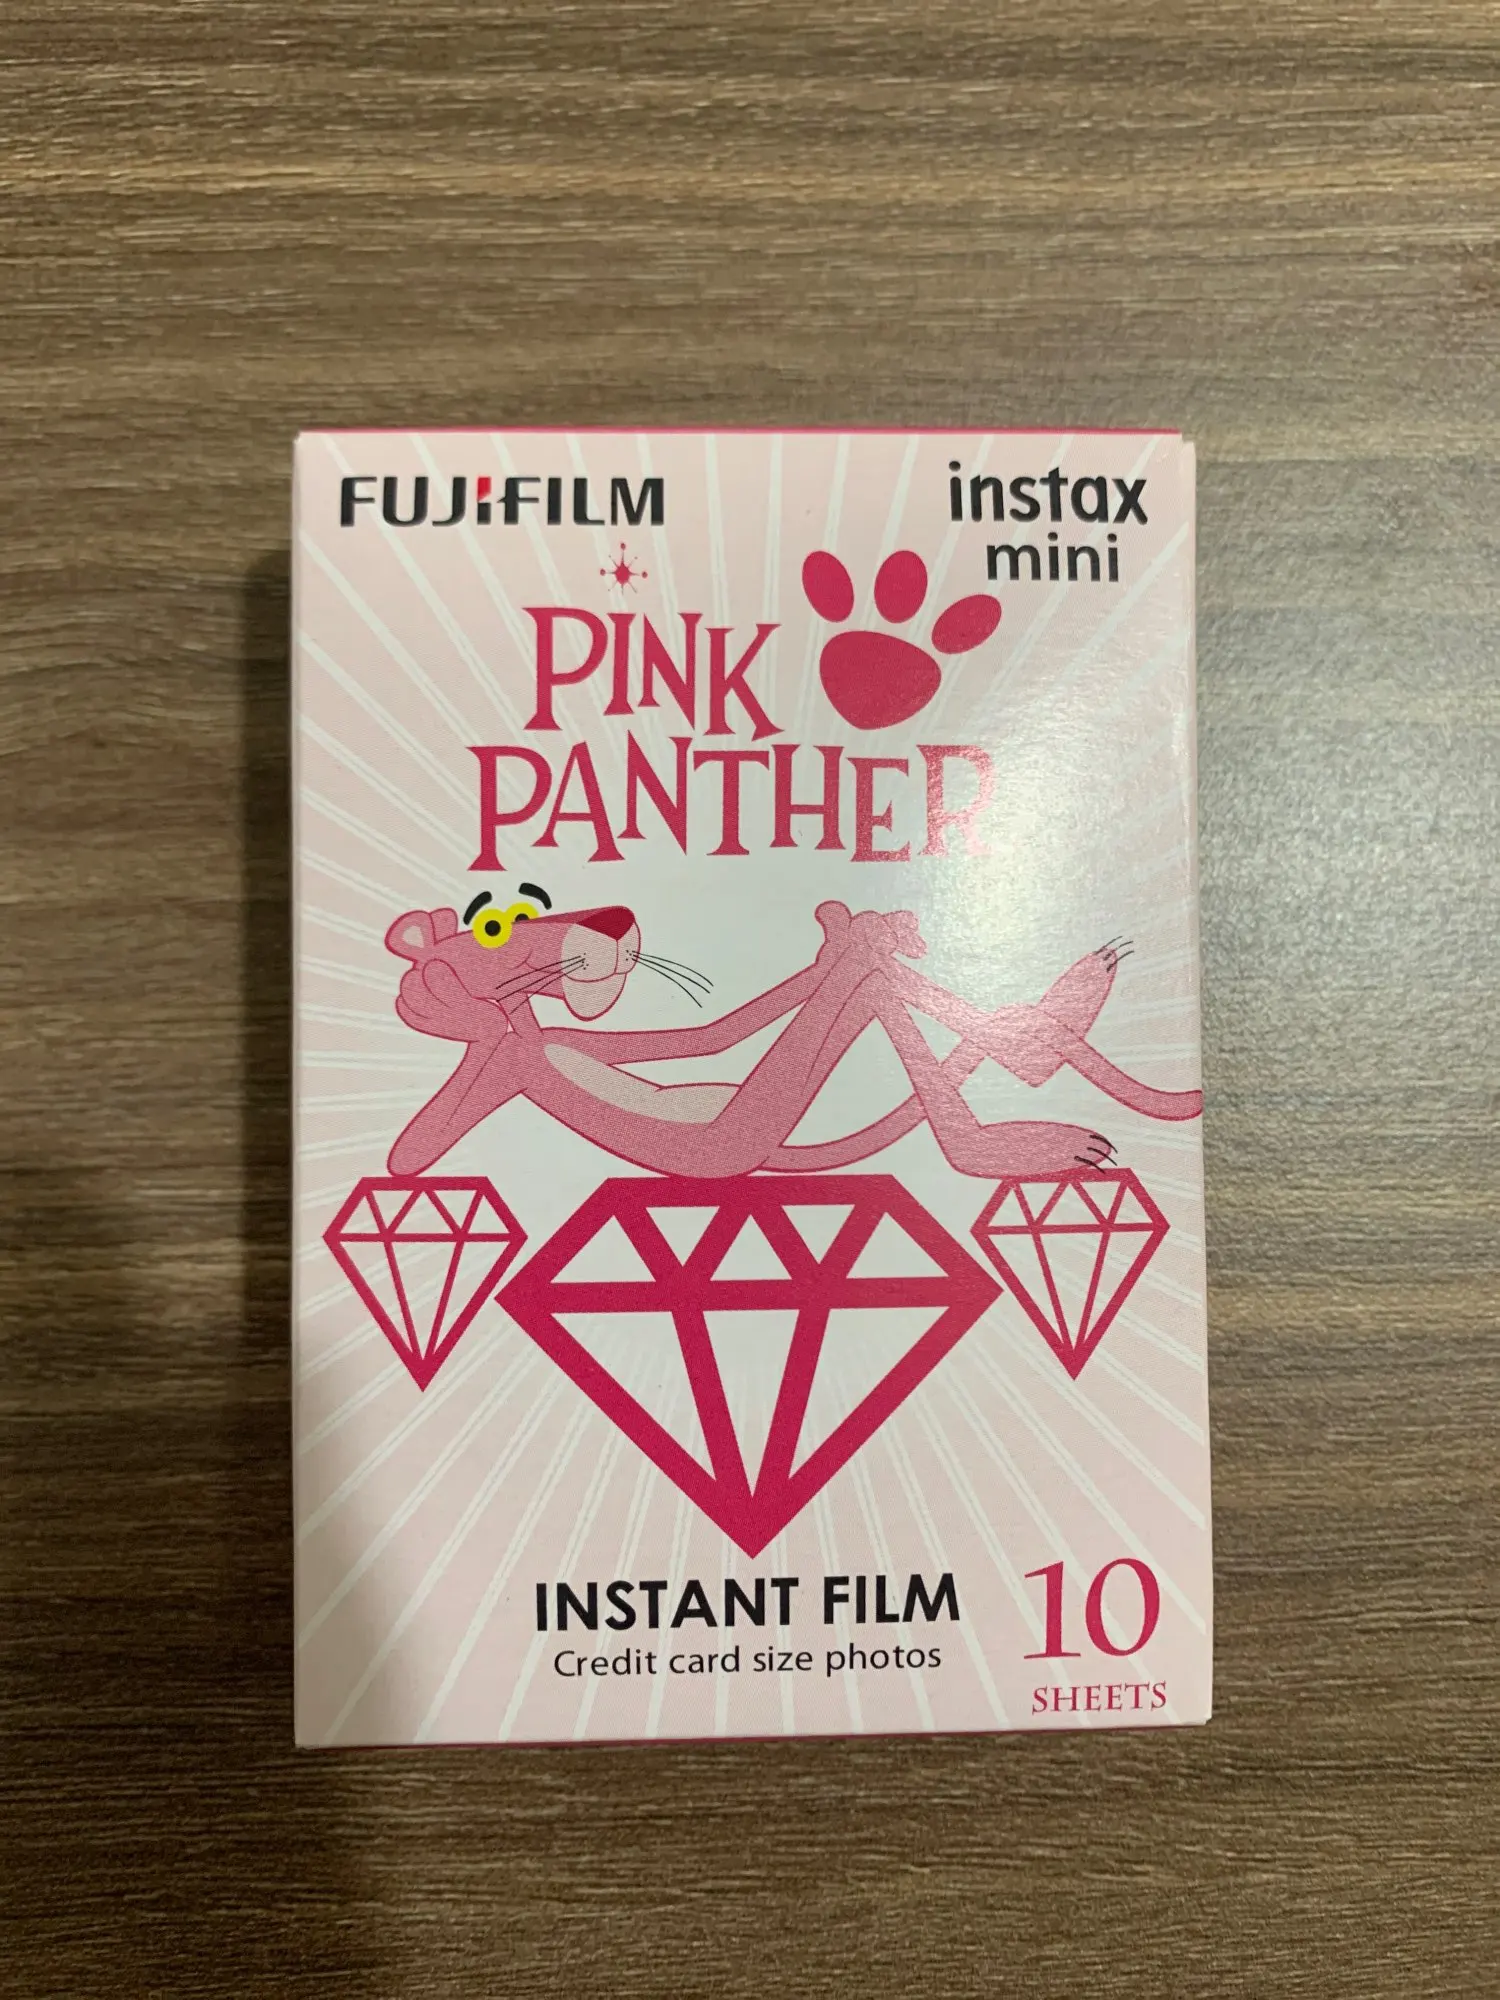 FUJIFILM
instax
mini
PINK
PANTHER
INSTANT FILM
Credit card size photos
10
SHEETS